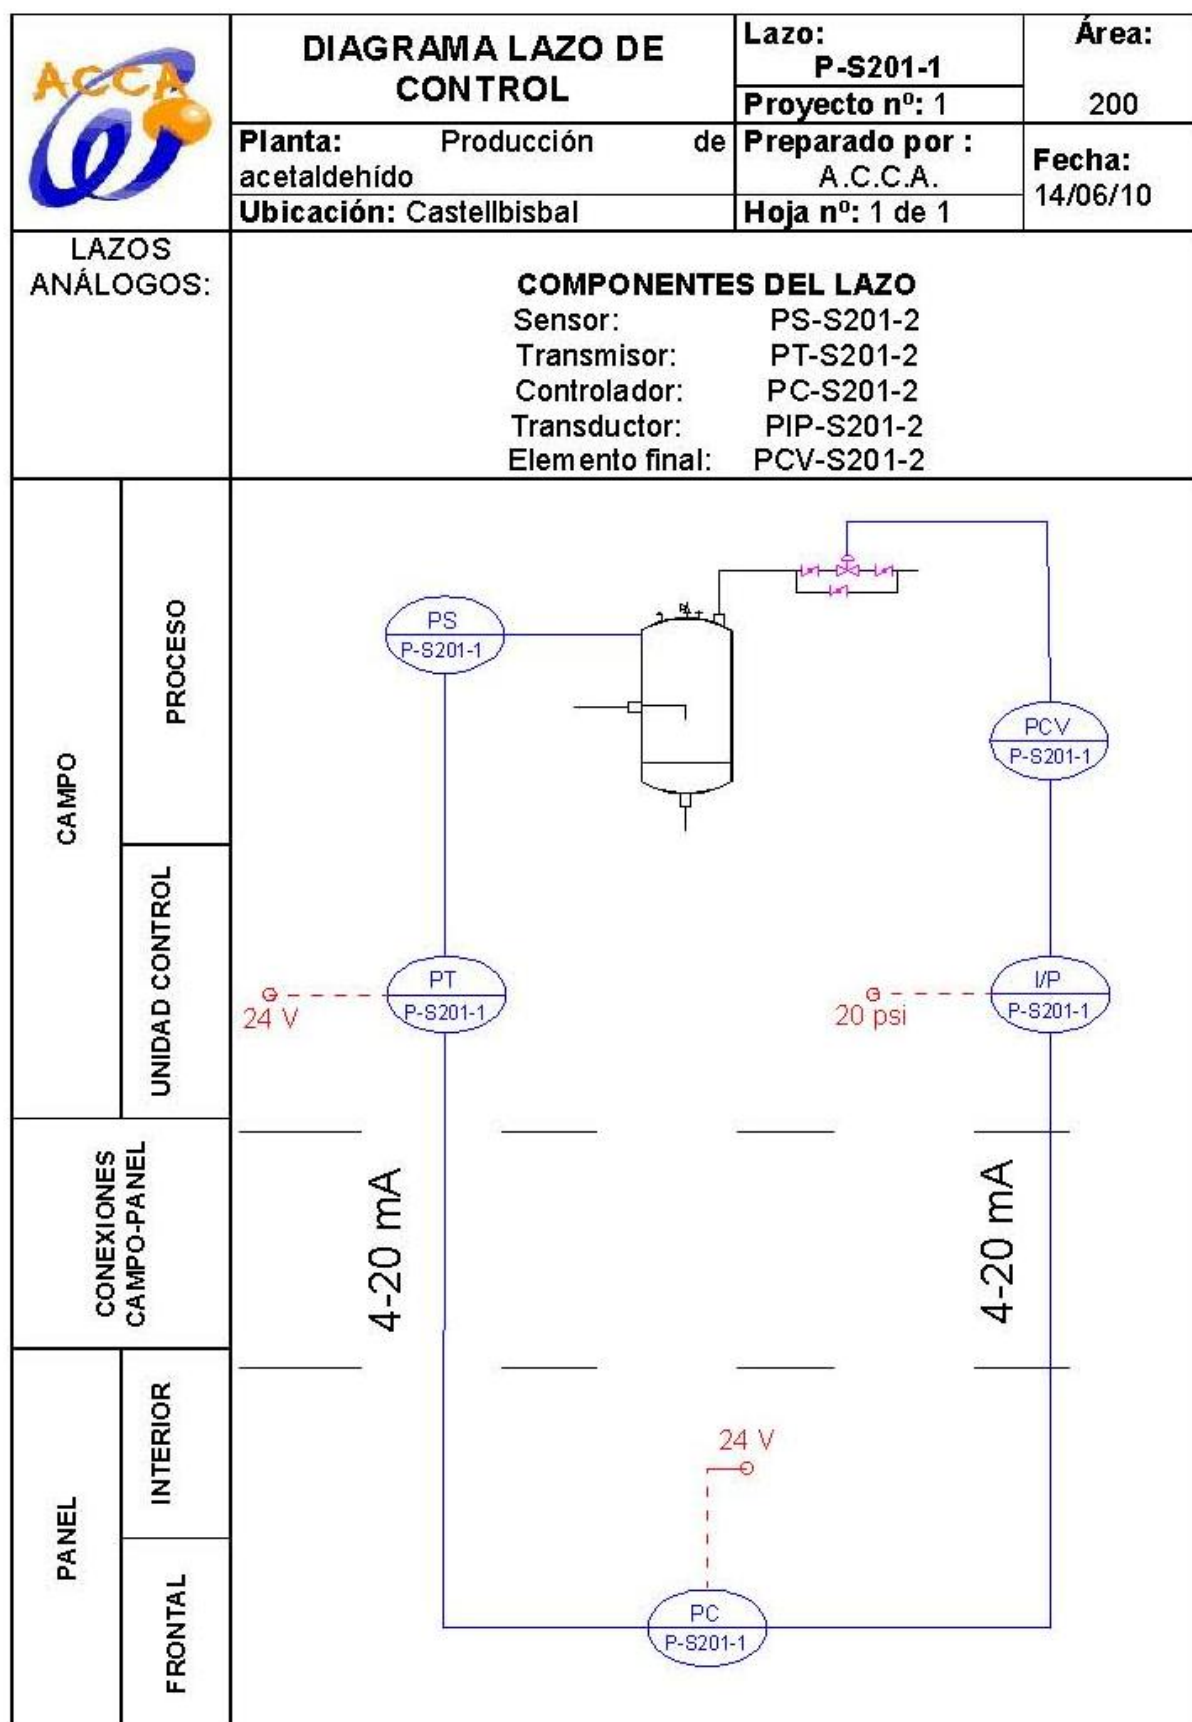 ACCA
DIAGRAMA LAZO DE
CONTROL
Lazo:
P-S201-1
Proyecto nº: 1
Área:
200
Planta: Producción de
acetaldehído
Ubicación: Castellbisbal
Preparado por :
A.C.C.A.
Hoja nº: 1 de 1
Fecha:
14/06/10
LAZOS
ANÁLOGOS:
COMPONENTES DEL LAZO
Sensor: PS-S201-2
Transmisor: PT-S201-2
Controlador: PC-S201-2
Transductor: PIP-S201-2
Elemento final: PCV-S201-2
CAMPO
PROCESO
PS
P-S201-1
PCV
P-S201-1
UNIDAD CONTROL
24 V
PT
P-S201-1
20 psi
I/P
P-S201-1
CONEXIONES
CAMPO-PANEL
4-20 mA
4-20 mA
PANEL
INTERIOR
24 V
FRONTAL
PC
P-S201-1